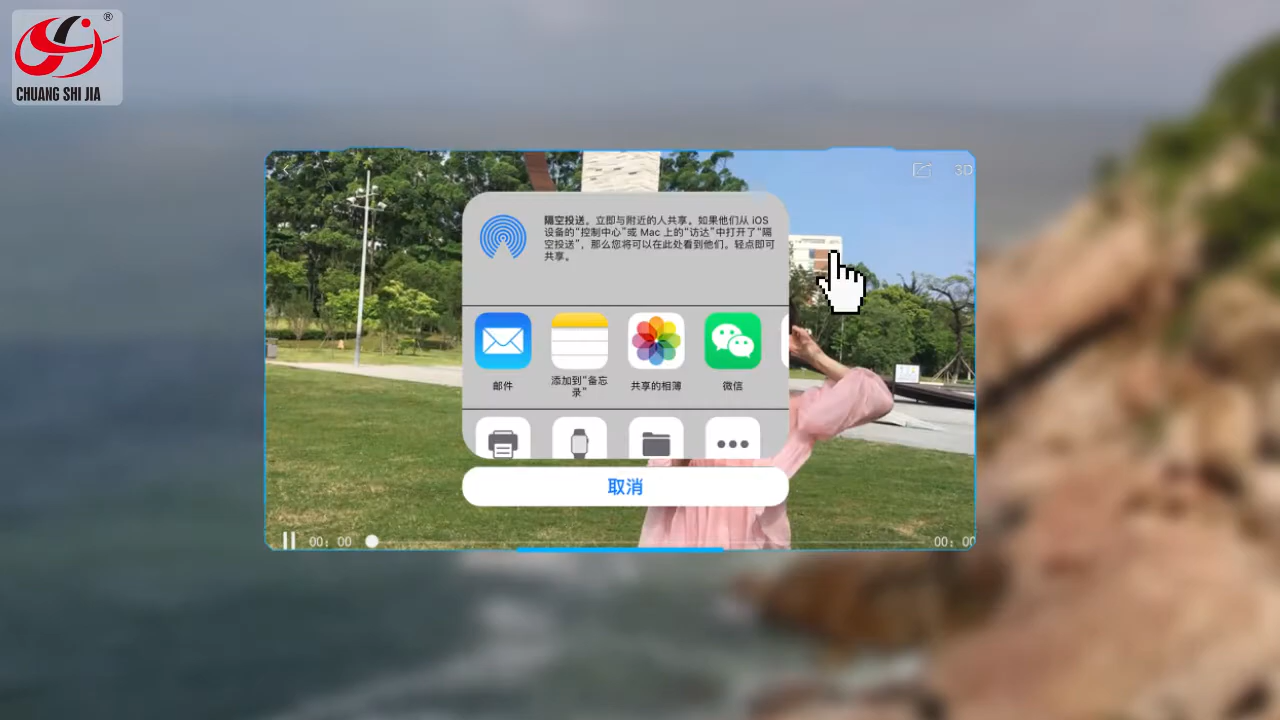 ®
CHUANG SHI JIA
3D
隔空投送。立即与附近的人共享。如果他们从 iOS
设备的“控制中心”或 Mac 上的“访达”中打开了“隔
空投送”，那么您将可以在此处看到他们。轻点即可
共享。
邮件
添加到“备忘
录”
共享的相簿
微信
取消
00: 00
00: 00